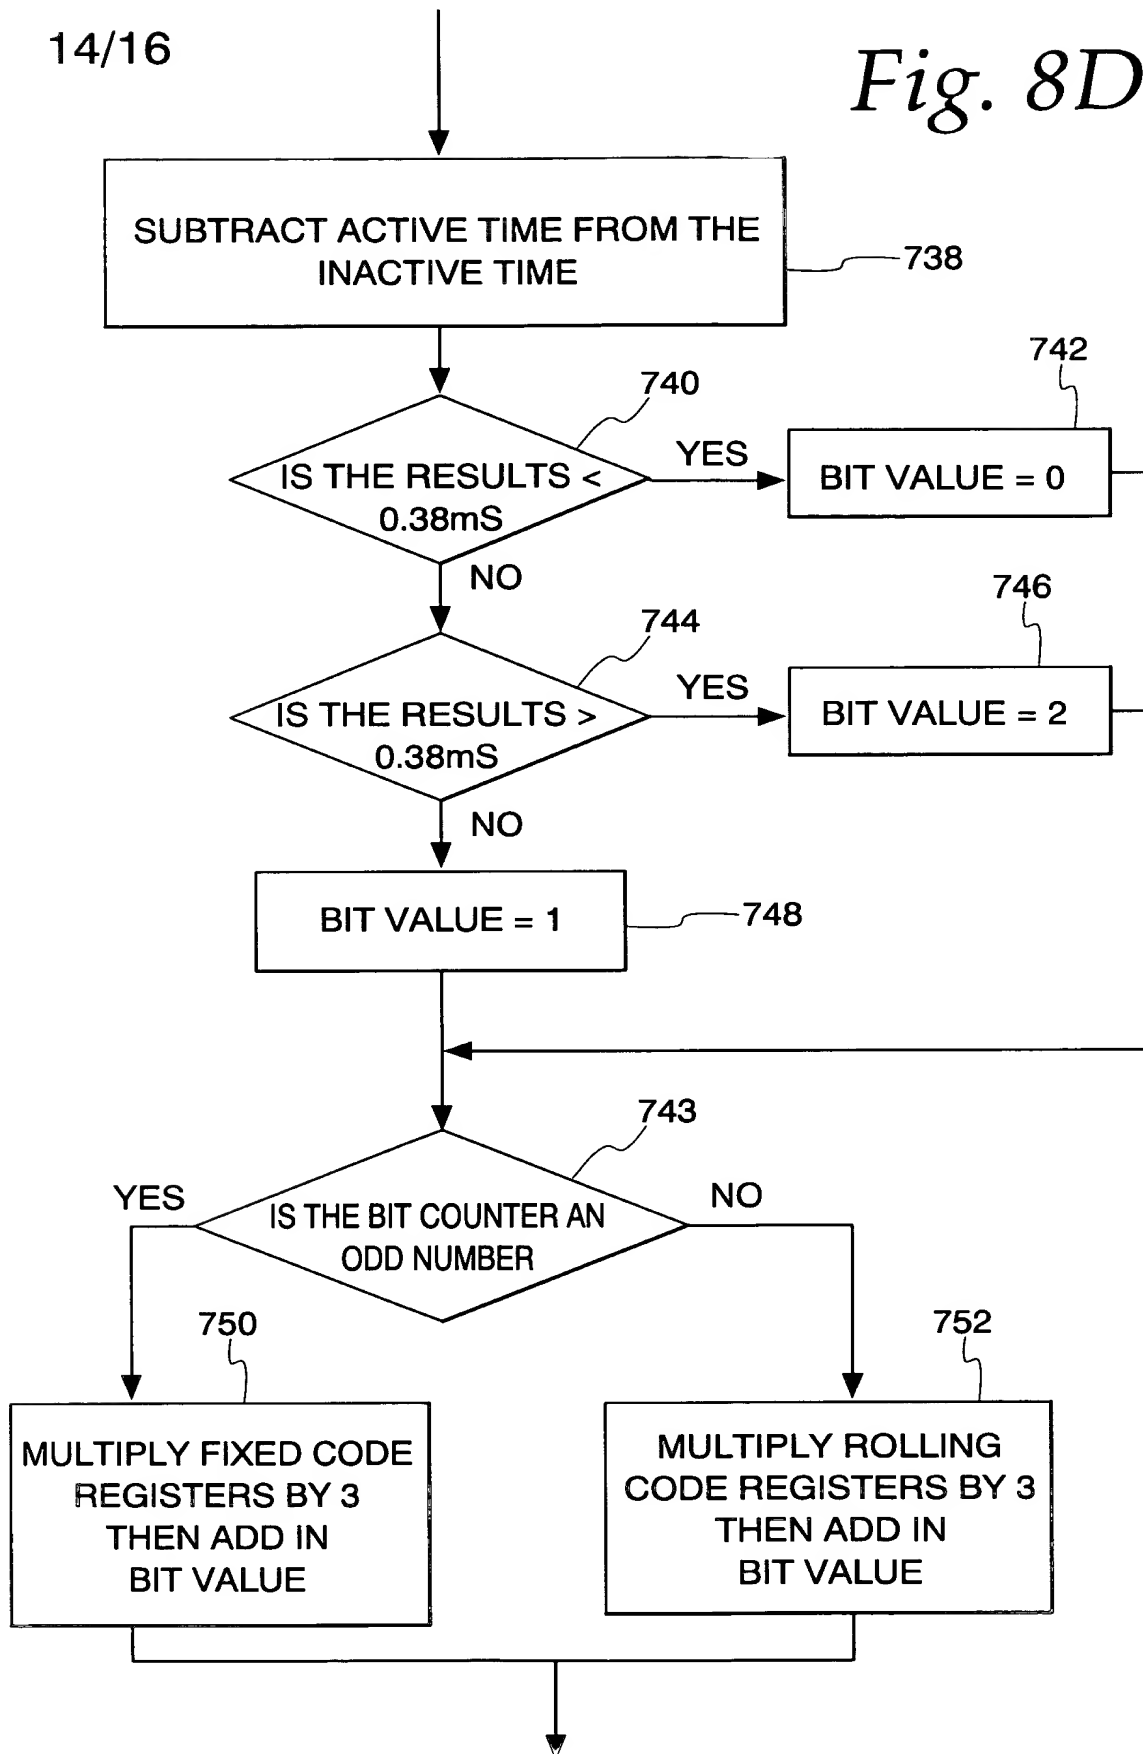 14/16
Fig. 8D
SUBTRACT ACTIVE TIME FROM THE
INACTIVE TIME
738
740
742
IS THE RESULTS <
0.38mS
YES
BIT VALUE = 0
NO
744
746
IS THE RESULTS >
0.38mS
YES
BIT VALUE = 2
NO
BIT VALUE = 1
748
743
YES
IS THE BIT COUNTER AN
ODD NUMBER
NO
750
752
MULTIPLY FIXED CODE
REGISTERS BY 3
THEN ADD IN
BIT VALUE
MULTIPLY ROLLING
CODE REGISTERS BY 3
THEN ADD IN
BIT VALUE